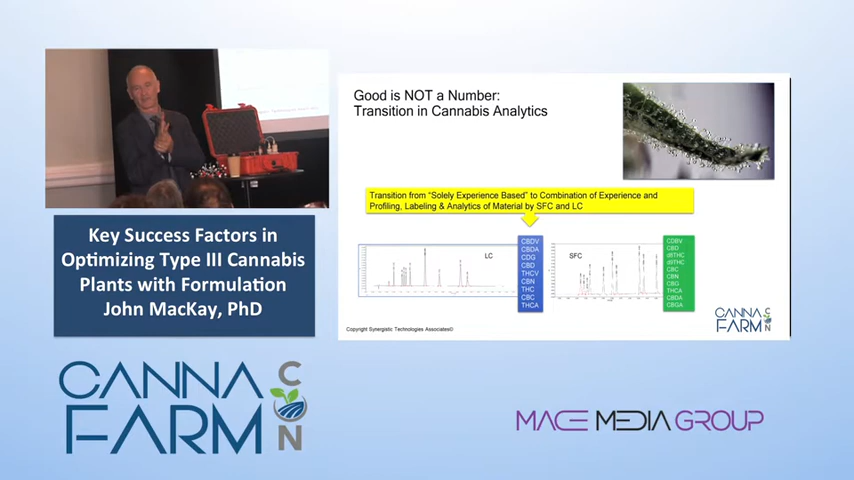 Good is NOT a Number:
Transition in Cannabis Analytics
Transition from "Solely Experience Based" to Combination of Experience and
Profiling, Labeling & Analytics of Material by SFC and LC
LC
CBDV
CBDA
CDG
CBD
THCV
CBN
THC
CBC
THCA
SFC
CDBV
CBD
d8THC
d9THC
CBC
CBN
CBG
THCA
CBDA
CBGA
Copyright Synergistic Technologies Associates©
CANNA
FARM
CON
Key Success Factors in
Optimizing Type III Cannabis
Plants with Formulation
John MacKay, PhD
CANNA
FARM
CON
MACE MEDIA GROUP